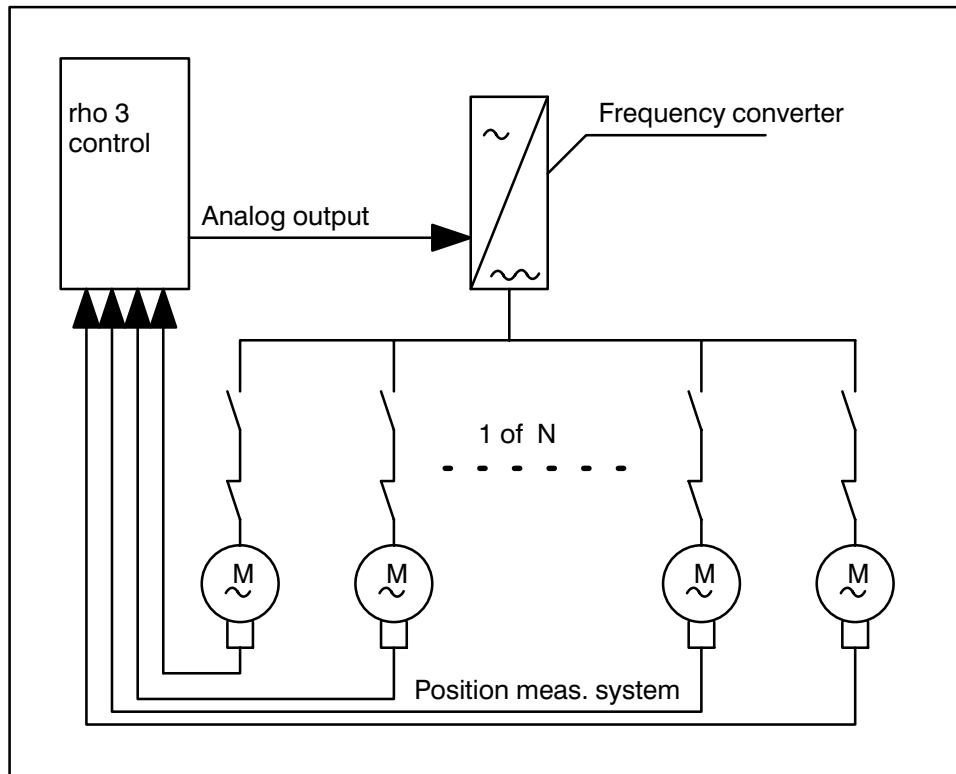 rho 3
control
Frequency converter
Analog output
1 of N
M
M
M
M
Position meas. system